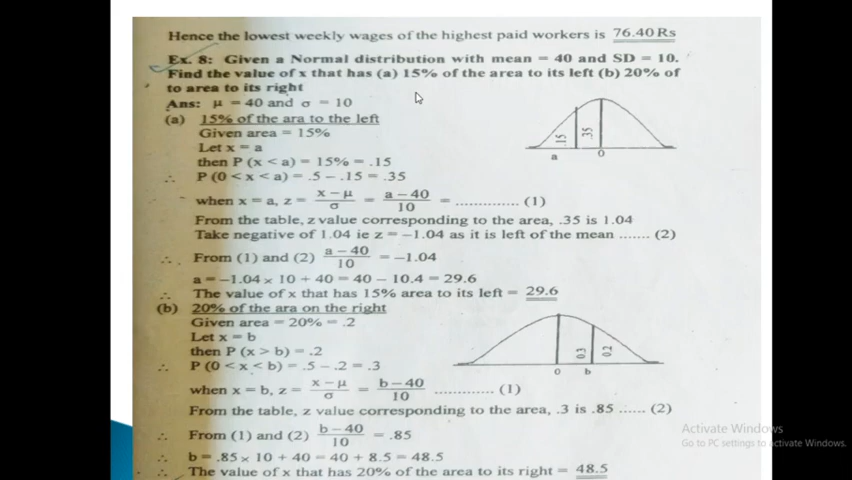 Hence the lowest weekly wages of the highest paid workers is 76.40 Rs
Ex. 8: Given a Normal distribution with mean = 40 and SD = 10.
Find the value of x that has (a) 15% of the area to its left (b) 20% of
to area to its right
Ans: μ = 40 and σ = 10
(a) 15% of the ara to the left
Given area = 15%
Let x = a
then P (x < a) = 15% = .15
∴ P (0 < x < a) = .5 – .15 = .35
.15 .35
a 0
when x = a, z = x – μ / σ = a – 40 / 10 = ............... (1)
From the table, z value corresponding to the area, .35 is 1.04
Take negative of 1.04 ie z = –1.04 as it is left of the mean ....... (2)
∴ From (1) and (2) a – 40 / 10 = –1.04
a = –1.04 × 10 + 40 = 40 – 10.4 = 29.6
∴ The value of x that has 15% area to its left = 29.6
(b) 20% of the ara on the right
Given area = 20% = .2
Let x = b
then P (x > b) = .2
∴ P (0 < x < b) = .5 – .2 = .3
0.3 0.2
0 b
when x = b, z = x – μ / σ = b – 40 / 10 .............. (1)
From the table, z value corresponding to the area, .3 is .85 ...... (2)
∴ From (1) and (2) b – 40 / 10 = .85
∴ b = .85 × 10 + 40 = 40 + 8.5 = 48.5
∴ The value of x that has 20% of the area to its right = 48.5
Activate Windows
Go to PC settings to activate Windows.